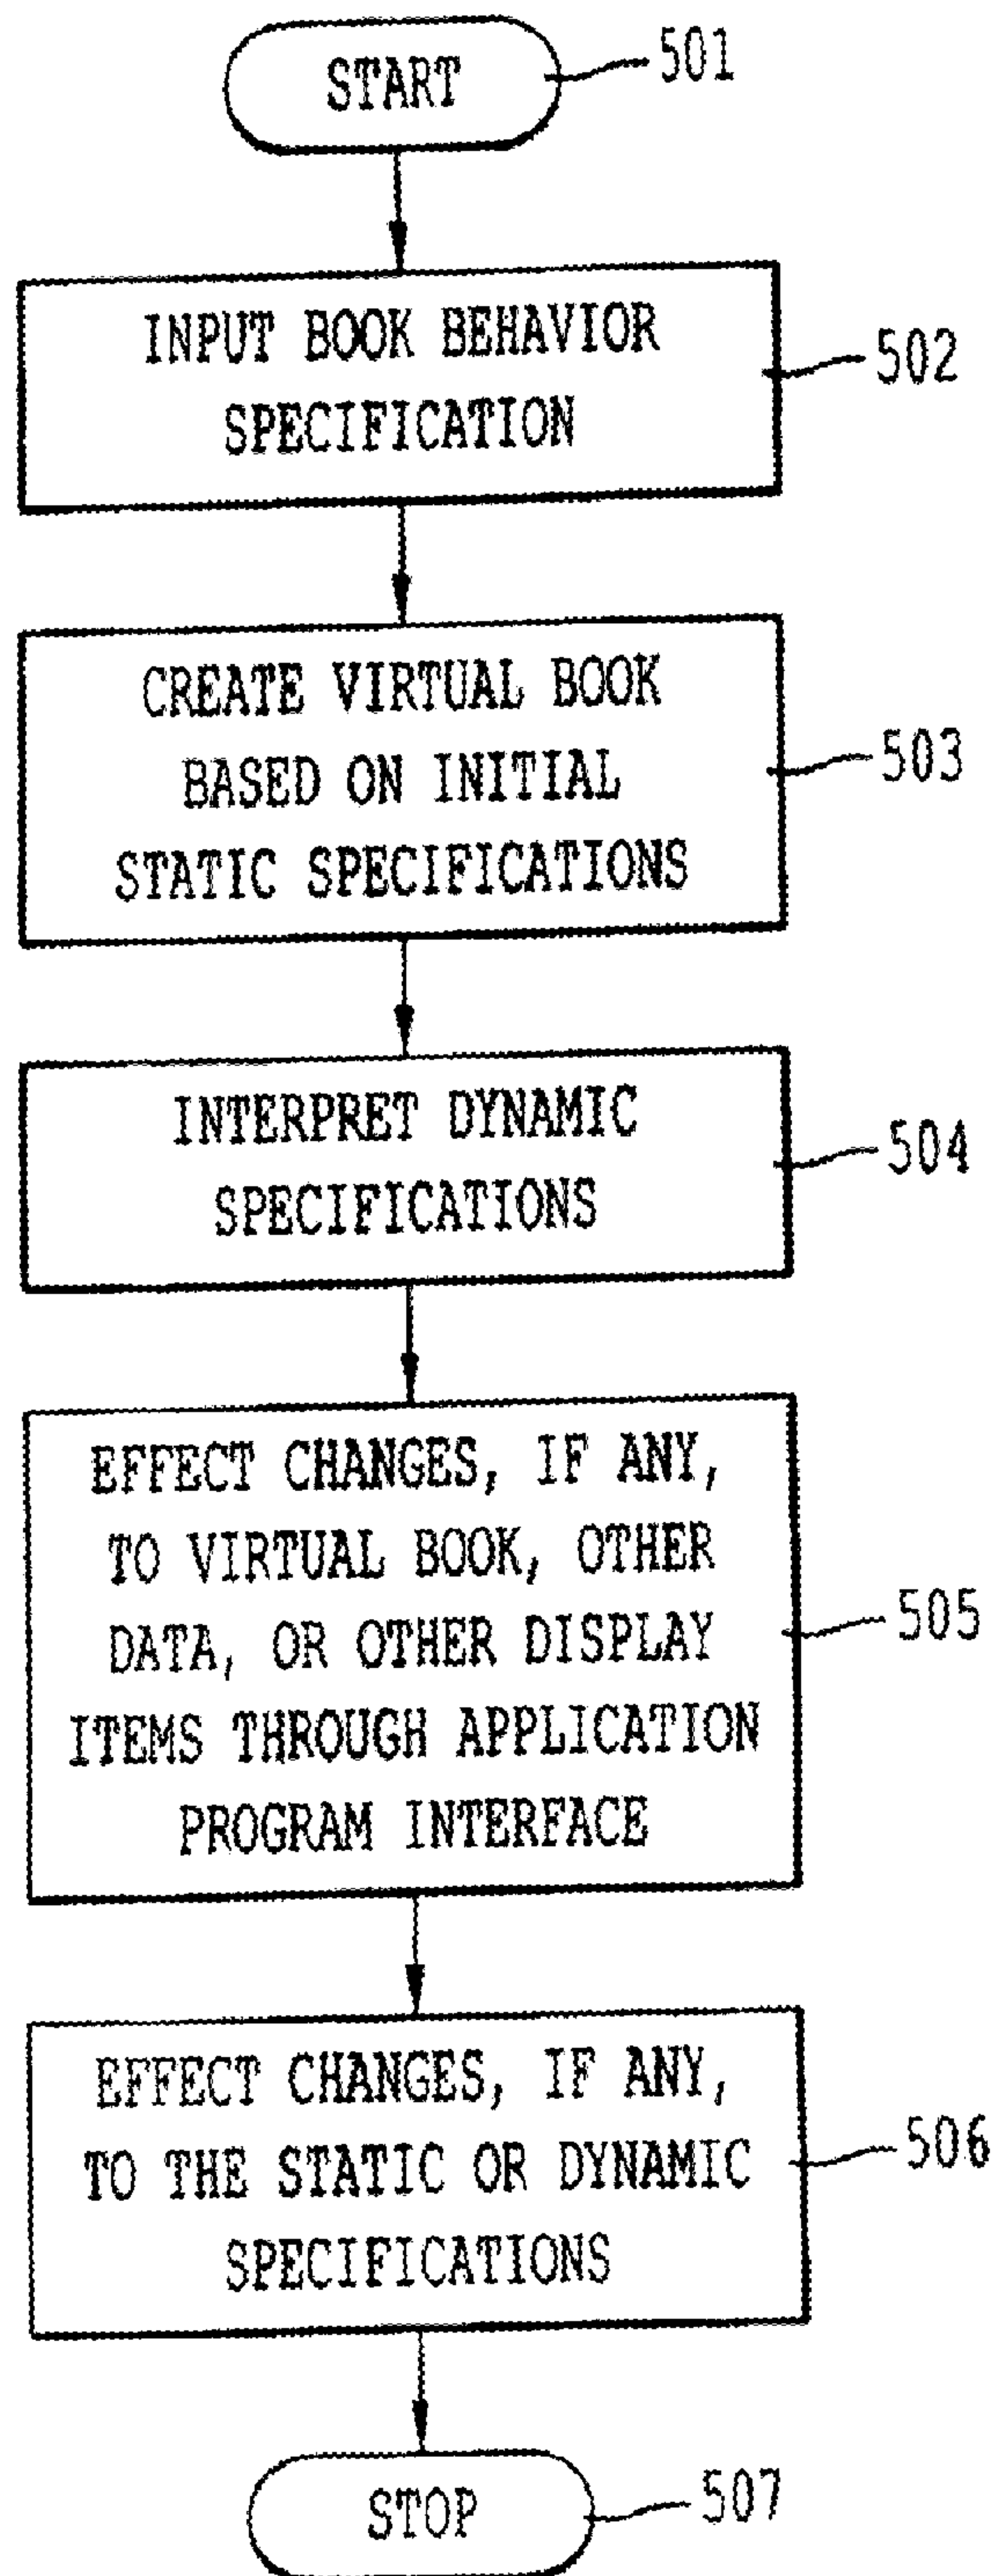 START
501
INPUT BOOK BEHAVIOR
SPECIFICATION
502
CREATE VIRTUAL BOOK
BASED ON INITIAL
STATIC SPECIFICATIONS
503
INTERPRET DYNAMIC
SPECIFICATIONS
504
EFFECT CHANGES, IF ANY,
TO VIRTUAL BOOK, OTHER
DATA, OR OTHER DISPLAY
ITEMS THROUGH APPLICATION
PROGRAM INTERFACE
505
EFFECT CHANGES, IF ANY,
TO THE STATIC OR DYNAMIC
SPECIFICATIONS
506
STOP
507